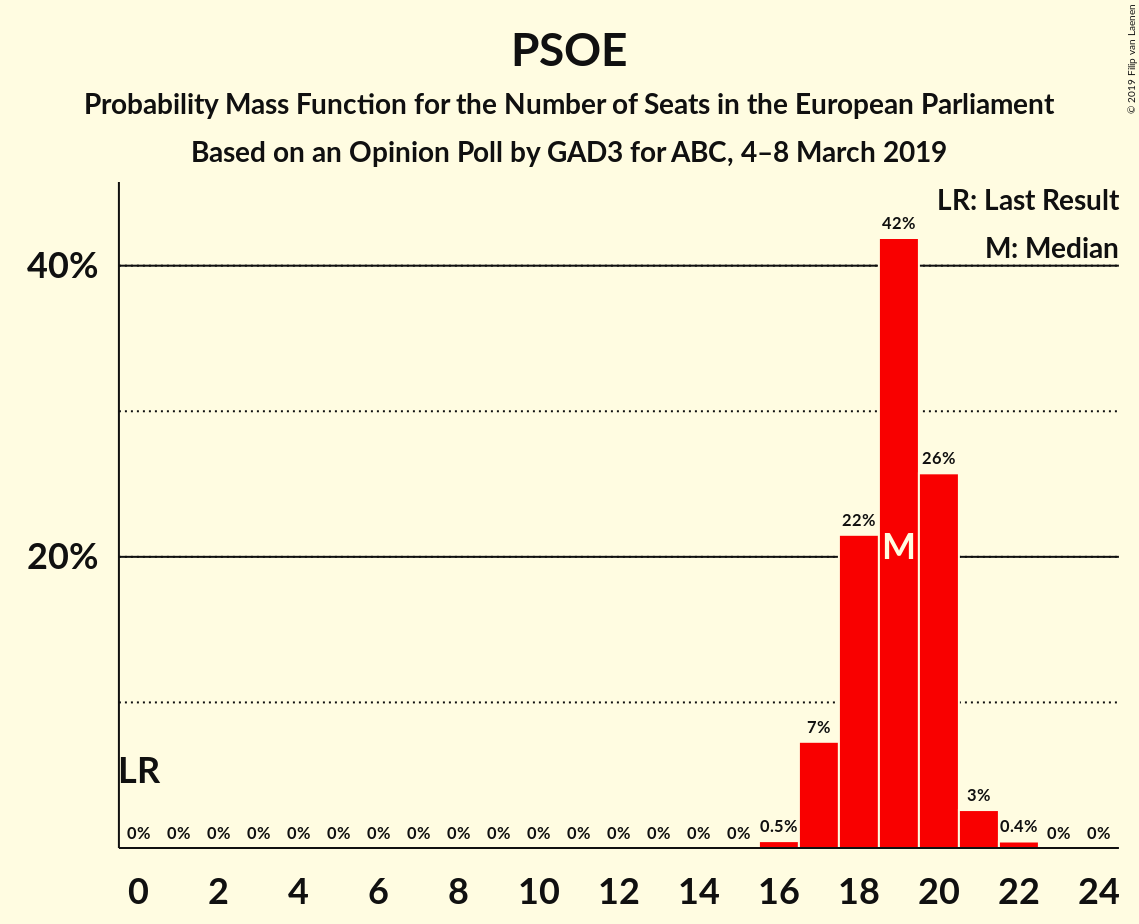 PSOE
Probability Mass Function for the Number of Seats in the European Parliament
Based on an Opinion Poll by GAD3 for ABC, 4–8 March 2019
© 2019 Filip van Laenen
LR: Last Result
M: Median
40%
20%
42%
26%
22%
M
7%
3%
LR
0% 0% 0% 0% 0% 0% 0% 0% 0% 0% 0% 0% 0% 0% 0% 0% 0.5% 0.4% 0% 0%
0 2 4 6 8 10 12 14 16 18 20 22 24